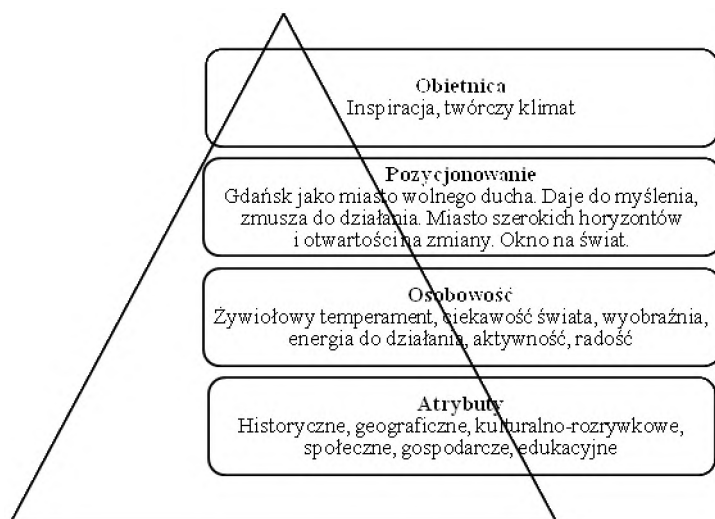 Obietnica
Inspiracja, twórczy klimat
Pozycjonowanie
Gdańsk jako miasto wolnego ducha. Daje do myślenia,
zmusza do działania. Miasto szerokich horyzontów
i otwartości na zmiany. Okno na świat.
Osobowość
Żywiołowy temperament, ciekawość świata, wyobraźnia,
energia do działania, aktywność, radość
Atrybuty
Historyczne, geograficzne, kulturalno-rozrywkowe,
społeczne, gospodarcze, edukacyjne